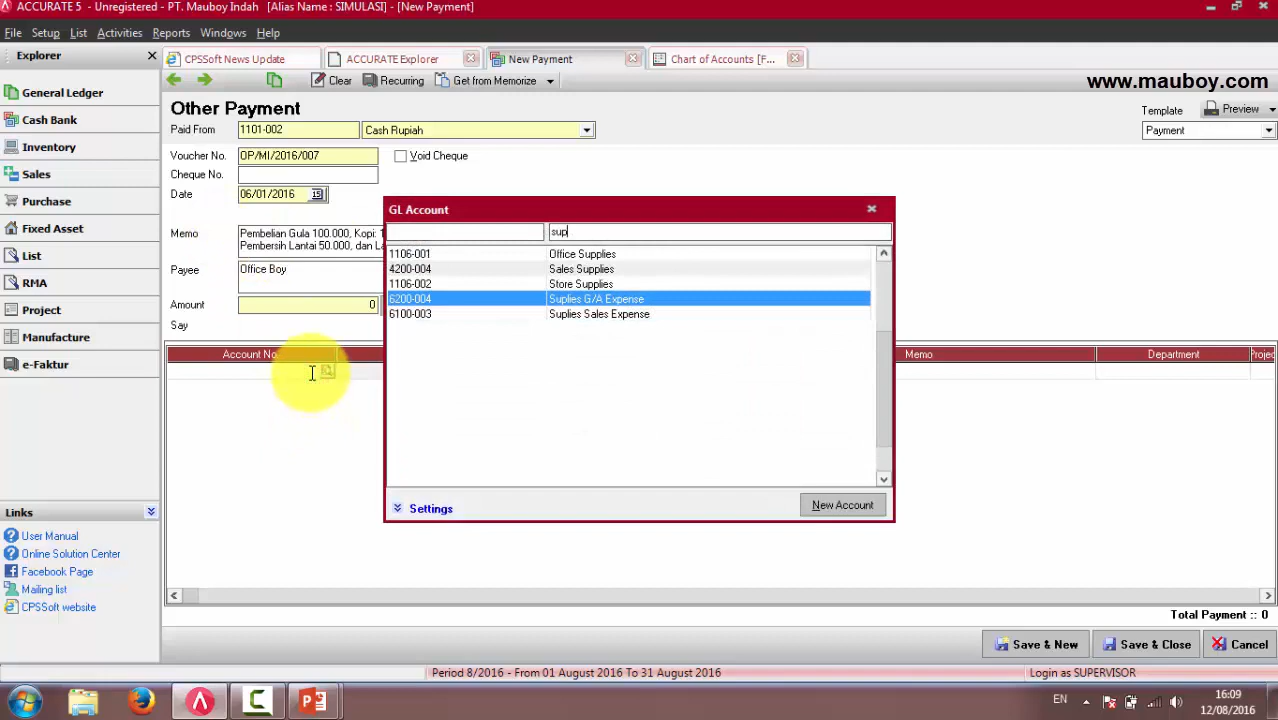 ACCURATE 5 - Unregistered - PT. Mauboy Indah [Alias Name : SIMULASI] - [New Payment]
File Setup List Activities Reports Windows Help
Explorer
CPSSoft News Update
ACCURATE Explorer
New Payment
Chart of Accounts [F...
General Ledger
Cash Bank
Inventory
Sales
Purchase
Fixed Asset
List
RMA
Project
Manufacture
e-Faktur
Links
User Manual
Online Solution Center
Facebook Page
Mailing list
CPSSoft website
Clear Recurring Get from Memorize
www.mauboy.com
Other Payment
Template Preview
Payment
Paid From 1101-002 Cash Rupiah
Voucher No. OP/MI/2016/007 Void Cheque
Cheque No.
Date 06/01/2016 15
Memo Pembelian Gula 100.000, Kopi:
Pembersih Lantai 50.000, dan La
Payee Office Boy
Amount 0
Say
Account No. Memo Department Projec
GL Account
sup
1106-001 Office Supplies
4200-004 Sales Supplies
1106-002 Store Supplies
6200-004 Suplies G/A Expense
6100-003 Suplies Sales Expense
Settings New Account
Total Payment :: 0
Save & New Save & Close Cancel
Period 8/2016 - From 01 August 2016 To 31 August 2016 Login as SUPERVISOR
EN
16:09
12/08/2016